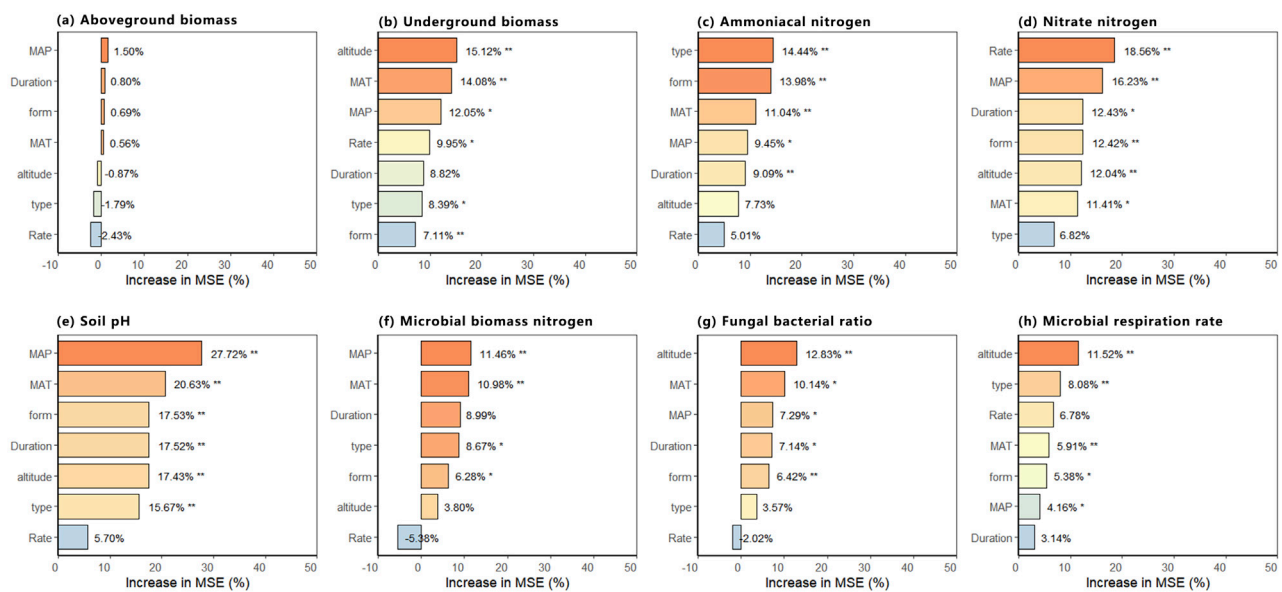 (a) Aboveground biomass
MAP 1.50%
Duration 0.80%
form 0.69%
MAT 0.56%
altitude -0.87%
type -1.79%
Rate -2.43%
-10 0 10 20 30 40 50
Increase in MSE (%)
(b) Underground biomass
altitude 15.12% **
MAT 14.08% **
MAP 12.05% *
Rate 9.95% *
Duration 8.82%
type 8.39% *
form 7.11% **
0 10 20 30 40 50
Increase in MSE (%)
(c) Ammoniacal nitrogen
type 14.44% **
form 13.98% **
MAT 11.04% **
MAP 9.45% *
Duration 9.09% **
altitude 7.73%
Rate 5.01%
0 10 20 30 40 50
Increase in MSE (%)
(d) Nitrate nitrogen
Rate 18.56% **
MAP 16.23% **
Duration 12.43% *
form 12.42% **
altitude 12.04% **
MAT 11.41% *
type 6.82%
0 10 20 30 40 50
Increase in MSE (%)
(e) Soil pH
MAP 27.72% **
MAT 20.63% **
form 17.53% **
Duration 17.52% **
altitude 17.43% **
type 15.67% **
Rate 5.70%
0 10 20 30 40 50
Increase in MSE (%)
(f) Microbial biomass nitrogen
MAP 11.46% **
MAT 10.98% **
Duration 8.99%
type 8.67% *
form 6.28% *
altitude 3.80%
Rate -5.38%
-10 0 10 20 30 40 50
Increase in MSE (%)
(g) Fungal bacterial ratio
altitude 12.83% **
MAT 10.14% *
MAP 7.29% *
Duration 7.14% *
form 6.42% **
type 3.57%
Rate -2.02%
-10 0 10 20 30 40 50
Increase in MSE (%)
(h) Microbial respiration rate
altitude 11.52% **
type 8.08% **
Rate 6.78%
MAT 5.91% **
form 5.38% *
MAP 4.16% *
Duration 3.14%
0 10 20 30 40 50
Increase in MSE (%)